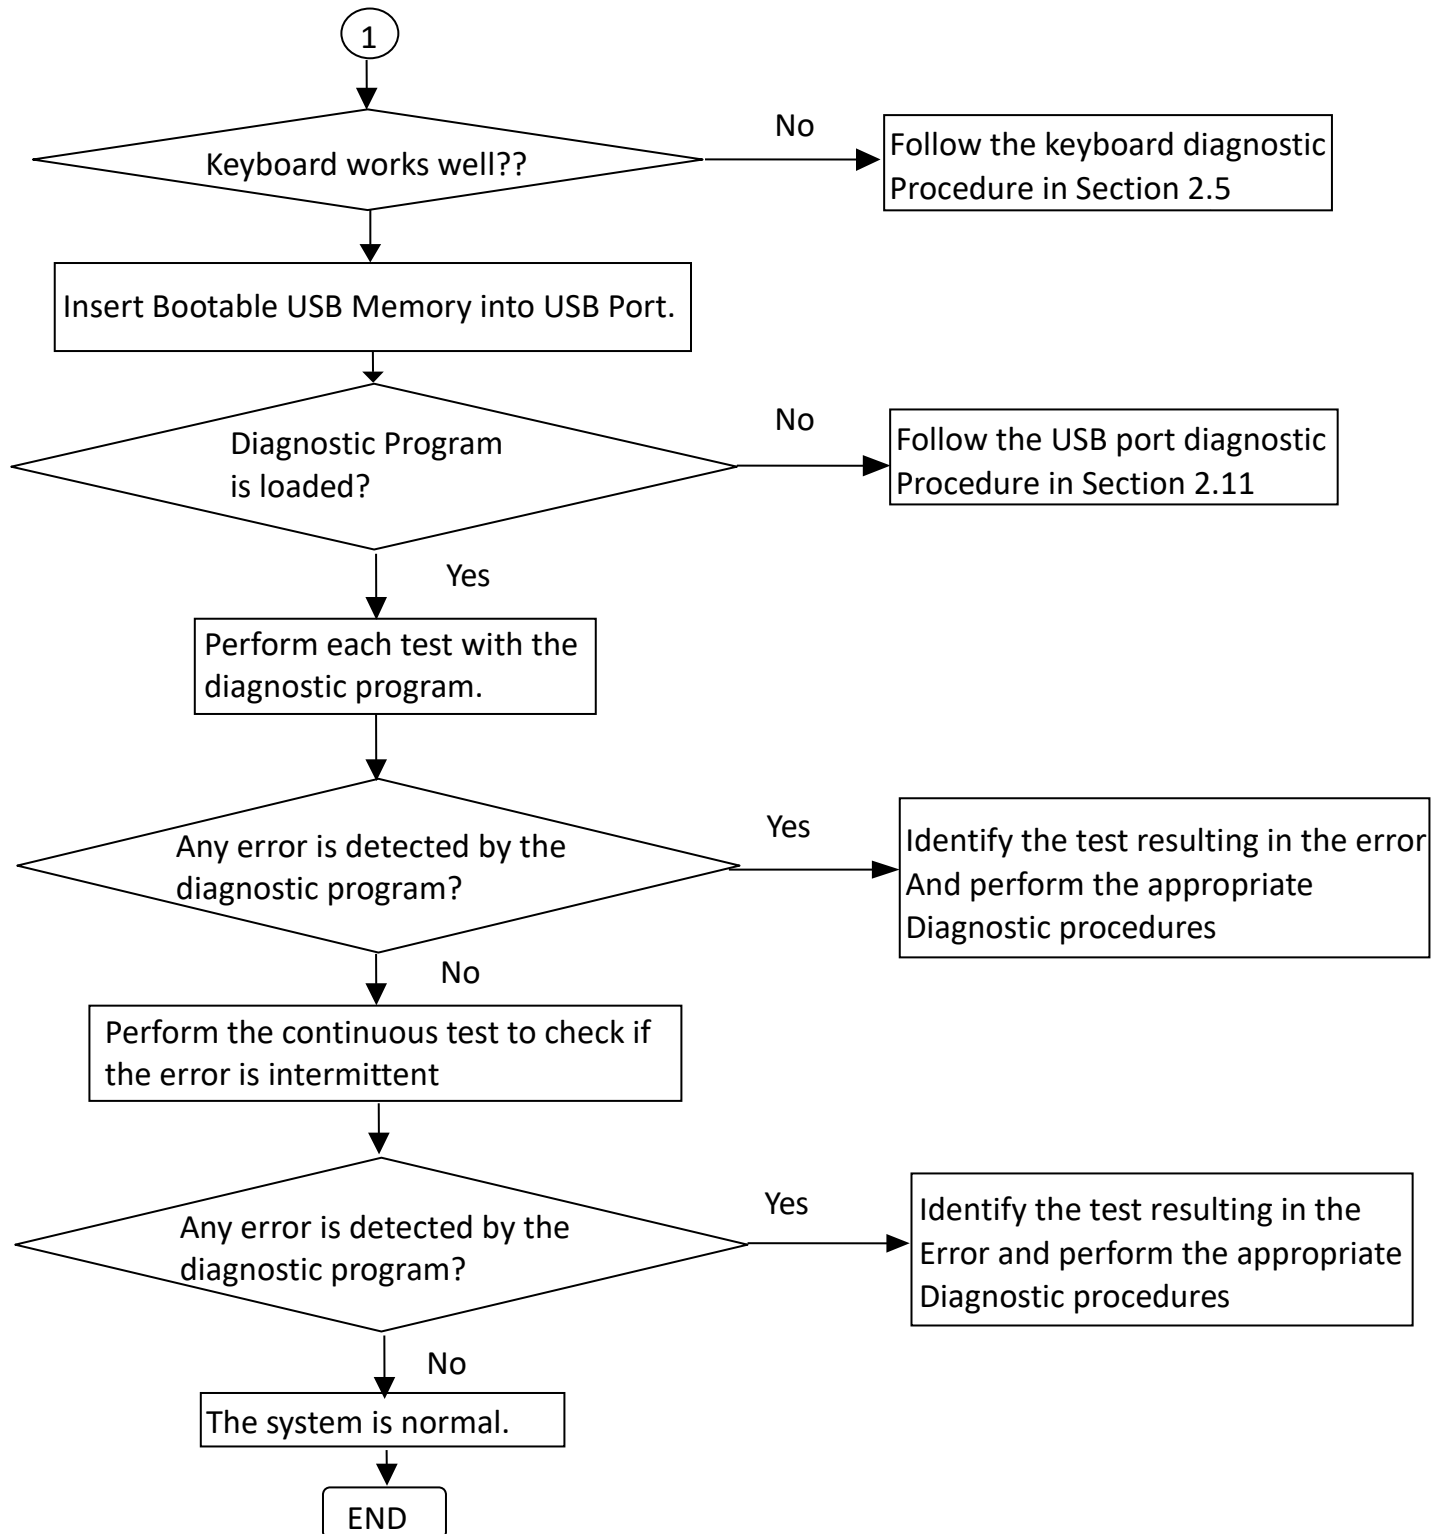 1
Keyboard works well??
No
Follow the keyboard diagnostic
Procedure in Section 2.5
Insert Bootable USB Memory into USB Port.
Diagnostic Program
is loaded?
No
Follow the USB port diagnostic
Procedure in Section 2.11
Yes
Perform each test with the
diagnostic program.
Any error is detected by the
diagnostic program?
Yes
Identify the test resulting in the error
And perform the appropriate
Diagnostic procedures
No
Perform the continuous test to check if
the error is intermittent
Any error is detected by the
diagnostic program?
Yes
Identify the test resulting in the
Error and perform the appropriate
Diagnostic procedures
No
The system is normal.
END